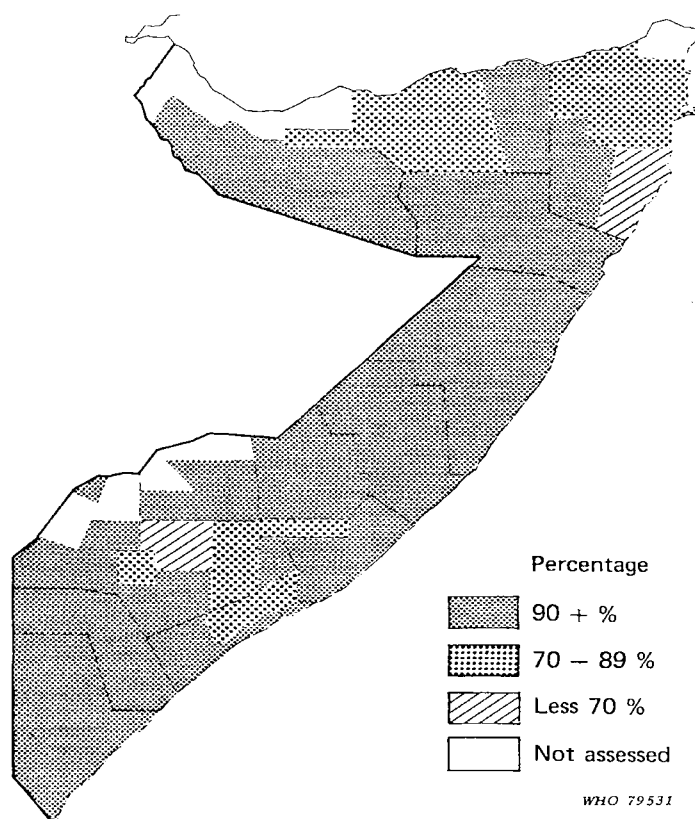 Percentage
90 + %
70 – 89 %
Less 70 %
Not assessed
WHO 79531